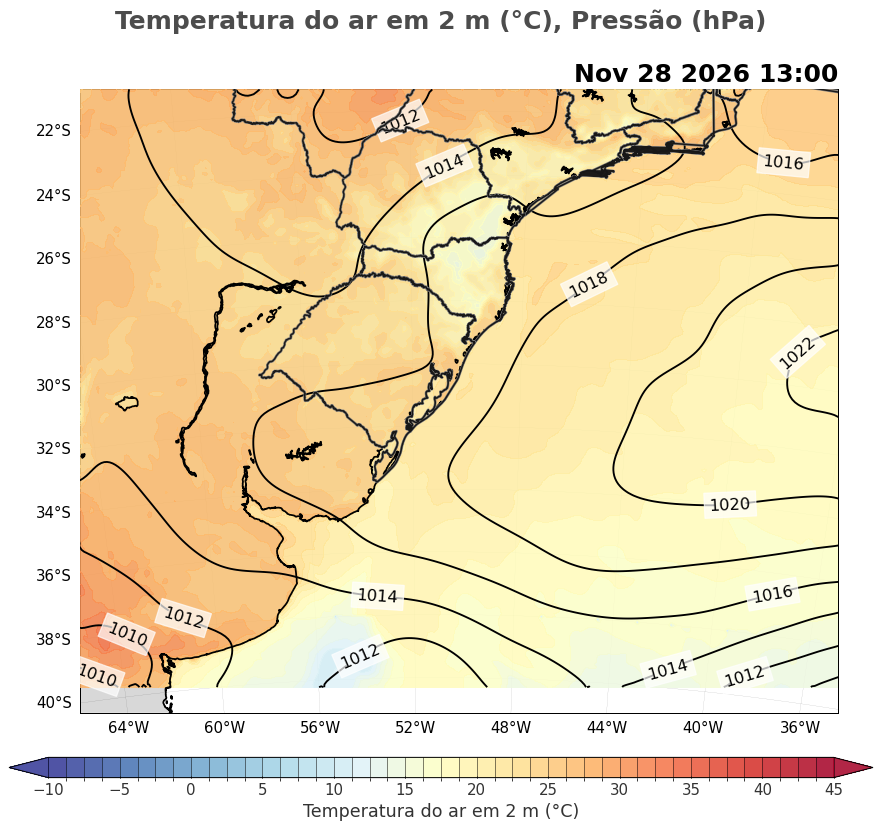 Temperatura do ar em 2 m (°C), Pressão (hPa)
Nov 28 2026 13:00
22°S
24°S
26°S
28°S
30°S
32°S
34°S
36°S
38°S
40°S
1012
1014
1016
1018
1022
1020
1014
1016
1012
1010
1012
1014
1012
1010
64°W 60°W 56°W 52°W 48°W 44°W 40°W 36°W
−10 −5 0 5 10 15 20 25 30 35 40 45
Temperatura do ar em 2 m (°C)